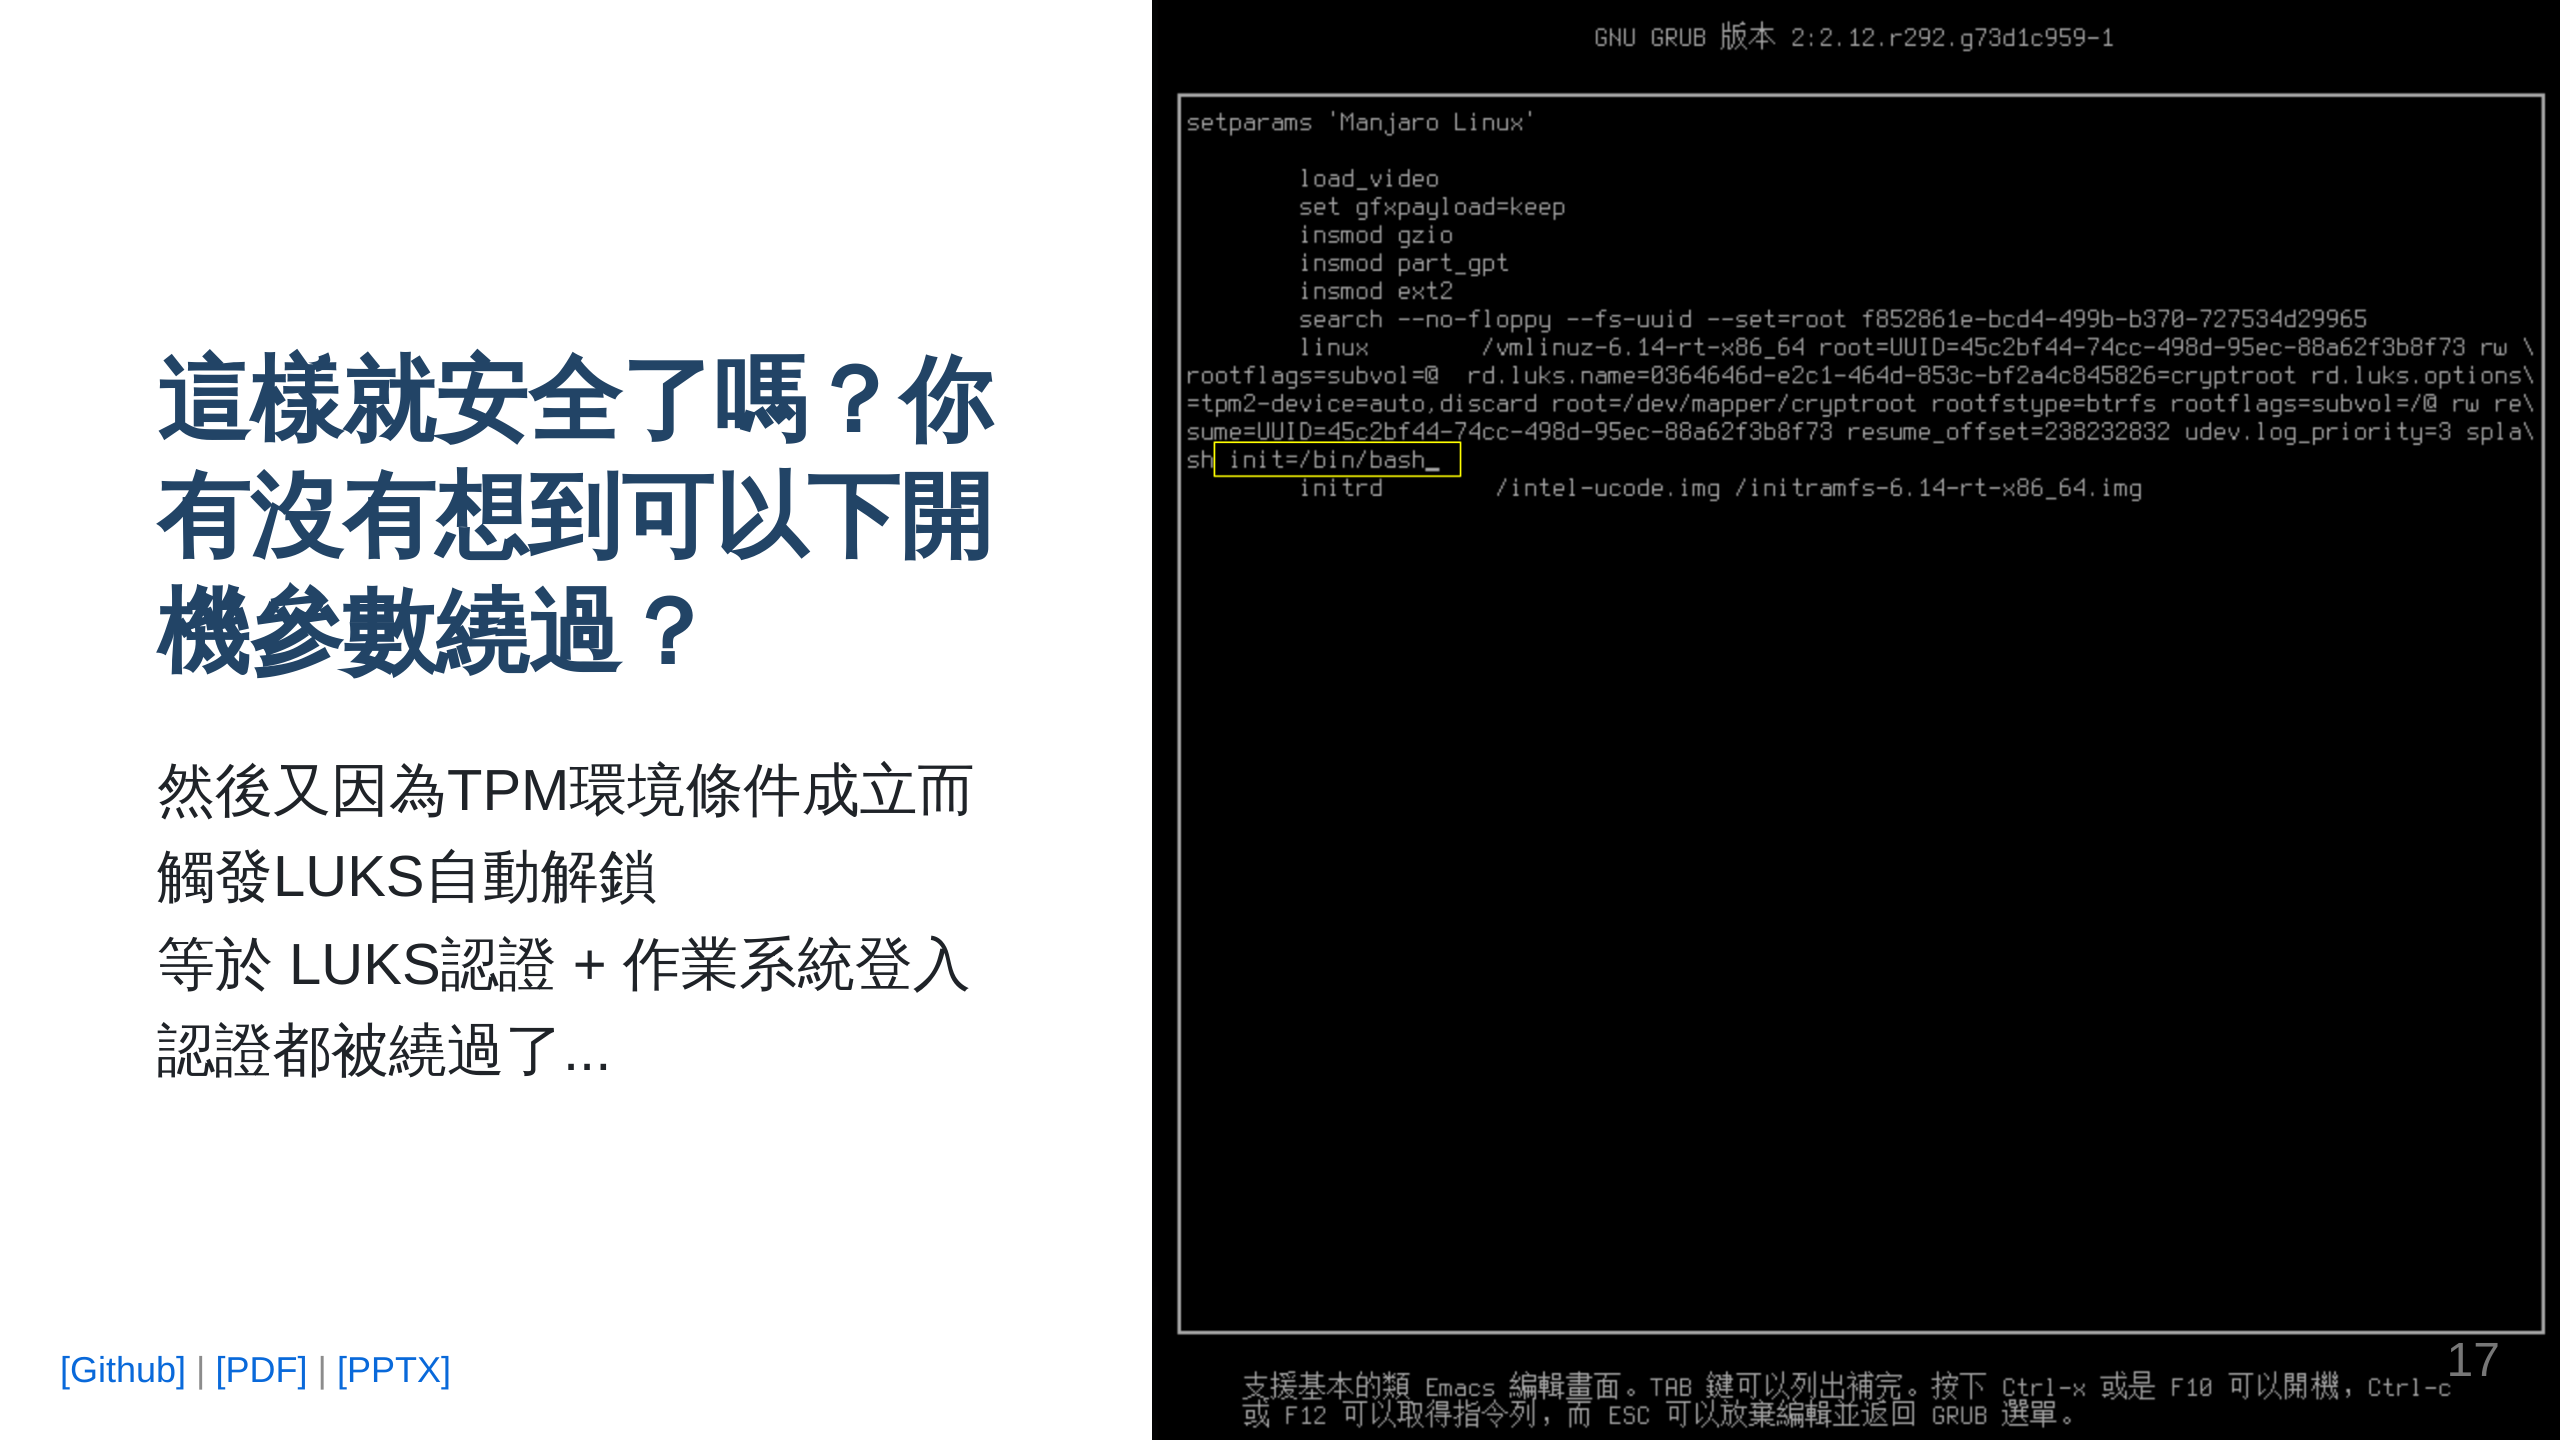 這樣就安全了嗎？你
有沒有想到可以下開
機參數繞過？
然後又因為TPM環境條件成立而
觸發LUKS自動解鎖
等於 LUKS認證 + 作業系統登入
認證都被繞過了...
[Github] | [PDF] | [PPTX]
GNU GRUB 版本 2:2.12.r292.g73d1c959-1
setparams 'Manjaro Linux'
load_video
set gfxpayload=keep
insmod gzio
insmod part_gpt
insmod ext2
search --no-floppy --fs-uuid --set=root f852861e-bcd4-499b-b370-727534d29965
linux /vmlinuz-6.14-rt-x86_64 root=UUID=45c2bf44-74cc-498d-95ec-88a62f3b8f73 rw \
rootflags=subvol=@  rd.luks.name=0364646d-e2c1-464d-853c-bf2a4c845826=cryptroot rd.luks.options\
=tpm2-device=auto,discard root=/dev/mapper/cryptroot rootfstype=btrfs rootflags=subvol=/@ rw re\
sume=UUID=45c2bf44-74cc-498d-95ec-88a62f3b8f73 resume_offset=238232832 udev.log_priority=3 spla\
sh init=/bin/bash_
initrd /intel-ucode.img /initramfs-6.14-rt-x86_64.img
支援基本的類 Emacs 編輯畫面。TAB 鍵可以列出補完。按下 Ctrl-x 或是 F10 可以開機，Ctrl-c
或 F12 可以取得指令列，而 ESC 可以放棄編輯並返回 GRUB 選單。
17